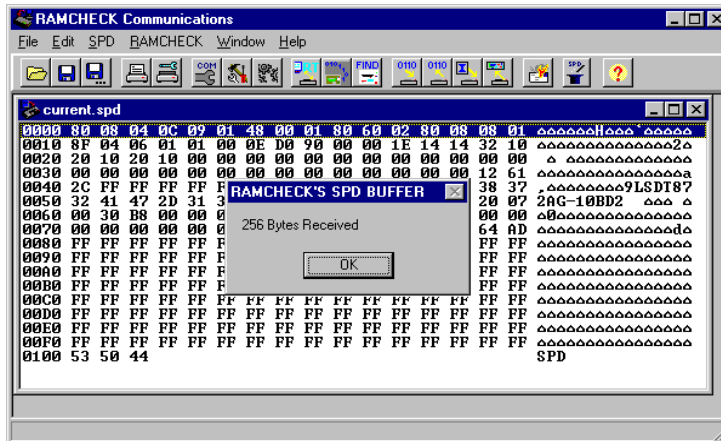 RAMCHECK Communications
File Edit SPD RAMCHECK Window Help
COM
FIND
0110
0110
SPD
?
current.spd
0000 80 08 04 0C 09 01 48 00 01 80 60 02 80 08 08 01 △△△△△△H△△△`△△△△△
0010 8F 04 06 01 01 00 0E D0 90 00 00 1E 14 14 32 10 △△△△△△△△△△△△△△2△
0020 20 10 20 10 00 00 00 00 00 00 00 00 00 00 00 00 △ △△△△△△△△△△△△△
0030 00 00 00 00 00 00 00 00 00 00 00 00 00 00 12 61 △△△△△△△△△△△△△△△a
0040 2C FF FF FF FF 38 37 ,△△△△△△△9LSDT87
0050 32 41 47 2D 31 20 07 2AG-10BD2 △△△ △
0060 00 30 B8 00 00 00 00 △0△△△△△△△△△△△△△△
0070 00 00 00 00 00 64 AD △△△△△△△△△△△△△△d△
0080 FF FF FF FF FF FF FF △△△△△△△△△△△△△△△△
0090 FF FF FF FF FF FF FF △△△△△△△△△△△△△△△△
00A0 FF FF FF FF FF FF FF △△△△△△△△△△△△△△△△
00B0 FF FF FF FF FF FF FF △△△△△△△△△△△△△△△△
00C0 FF FF FF FF FF FF FF FF FF FF FF FF FF FF FF FF △△△△△△△△△△△△△△△△
00D0 FF FF FF FF FF FF FF FF FF FF FF FF FF FF FF FF △△△△△△△△△△△△△△△△
00E0 FF FF FF FF FF FF FF FF FF FF FF FF FF FF FF FF △△△△△△△△△△△△△△△△
00F0 FF FF FF FF FF FF FF FF FF FF FF FF FF FF FF FF △△△△△△△△△△△△△△△△
0100 53 50 44 SPD
RAMCHECK'S SPD BUFFER
256 Bytes Received
OK